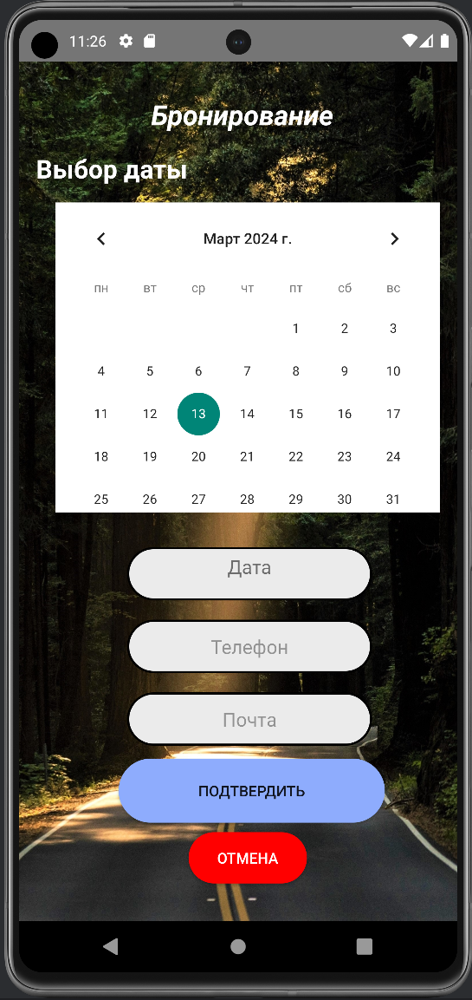 11:26
Бронирование
Выбор даты
Март 2024 г.
пн вт ср чт пт сб вс
1 2 3
4 5 6 7 8 9 10
11 12 13 14 15 16 17
18 19 20 21 22 23 24
25 26 27 28 29 30 31
Дата
Телефон
Почта
ПОДТВЕРДИТЬ
ОТМЕНА